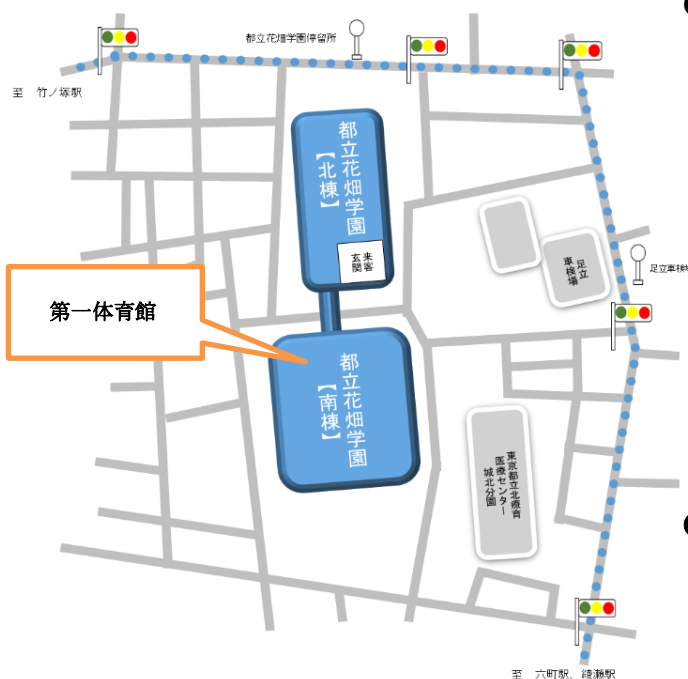 都立花畑学園停留所
至　竹ノ塚駅
都立花畑学園
【北棟】
来客
玄関
足立
車検場
足立車検場
第一体育館
都立花畑学園
【南棟】
東京都立北療育
医療センター
城北分園
至　六町駅、綾瀬駅